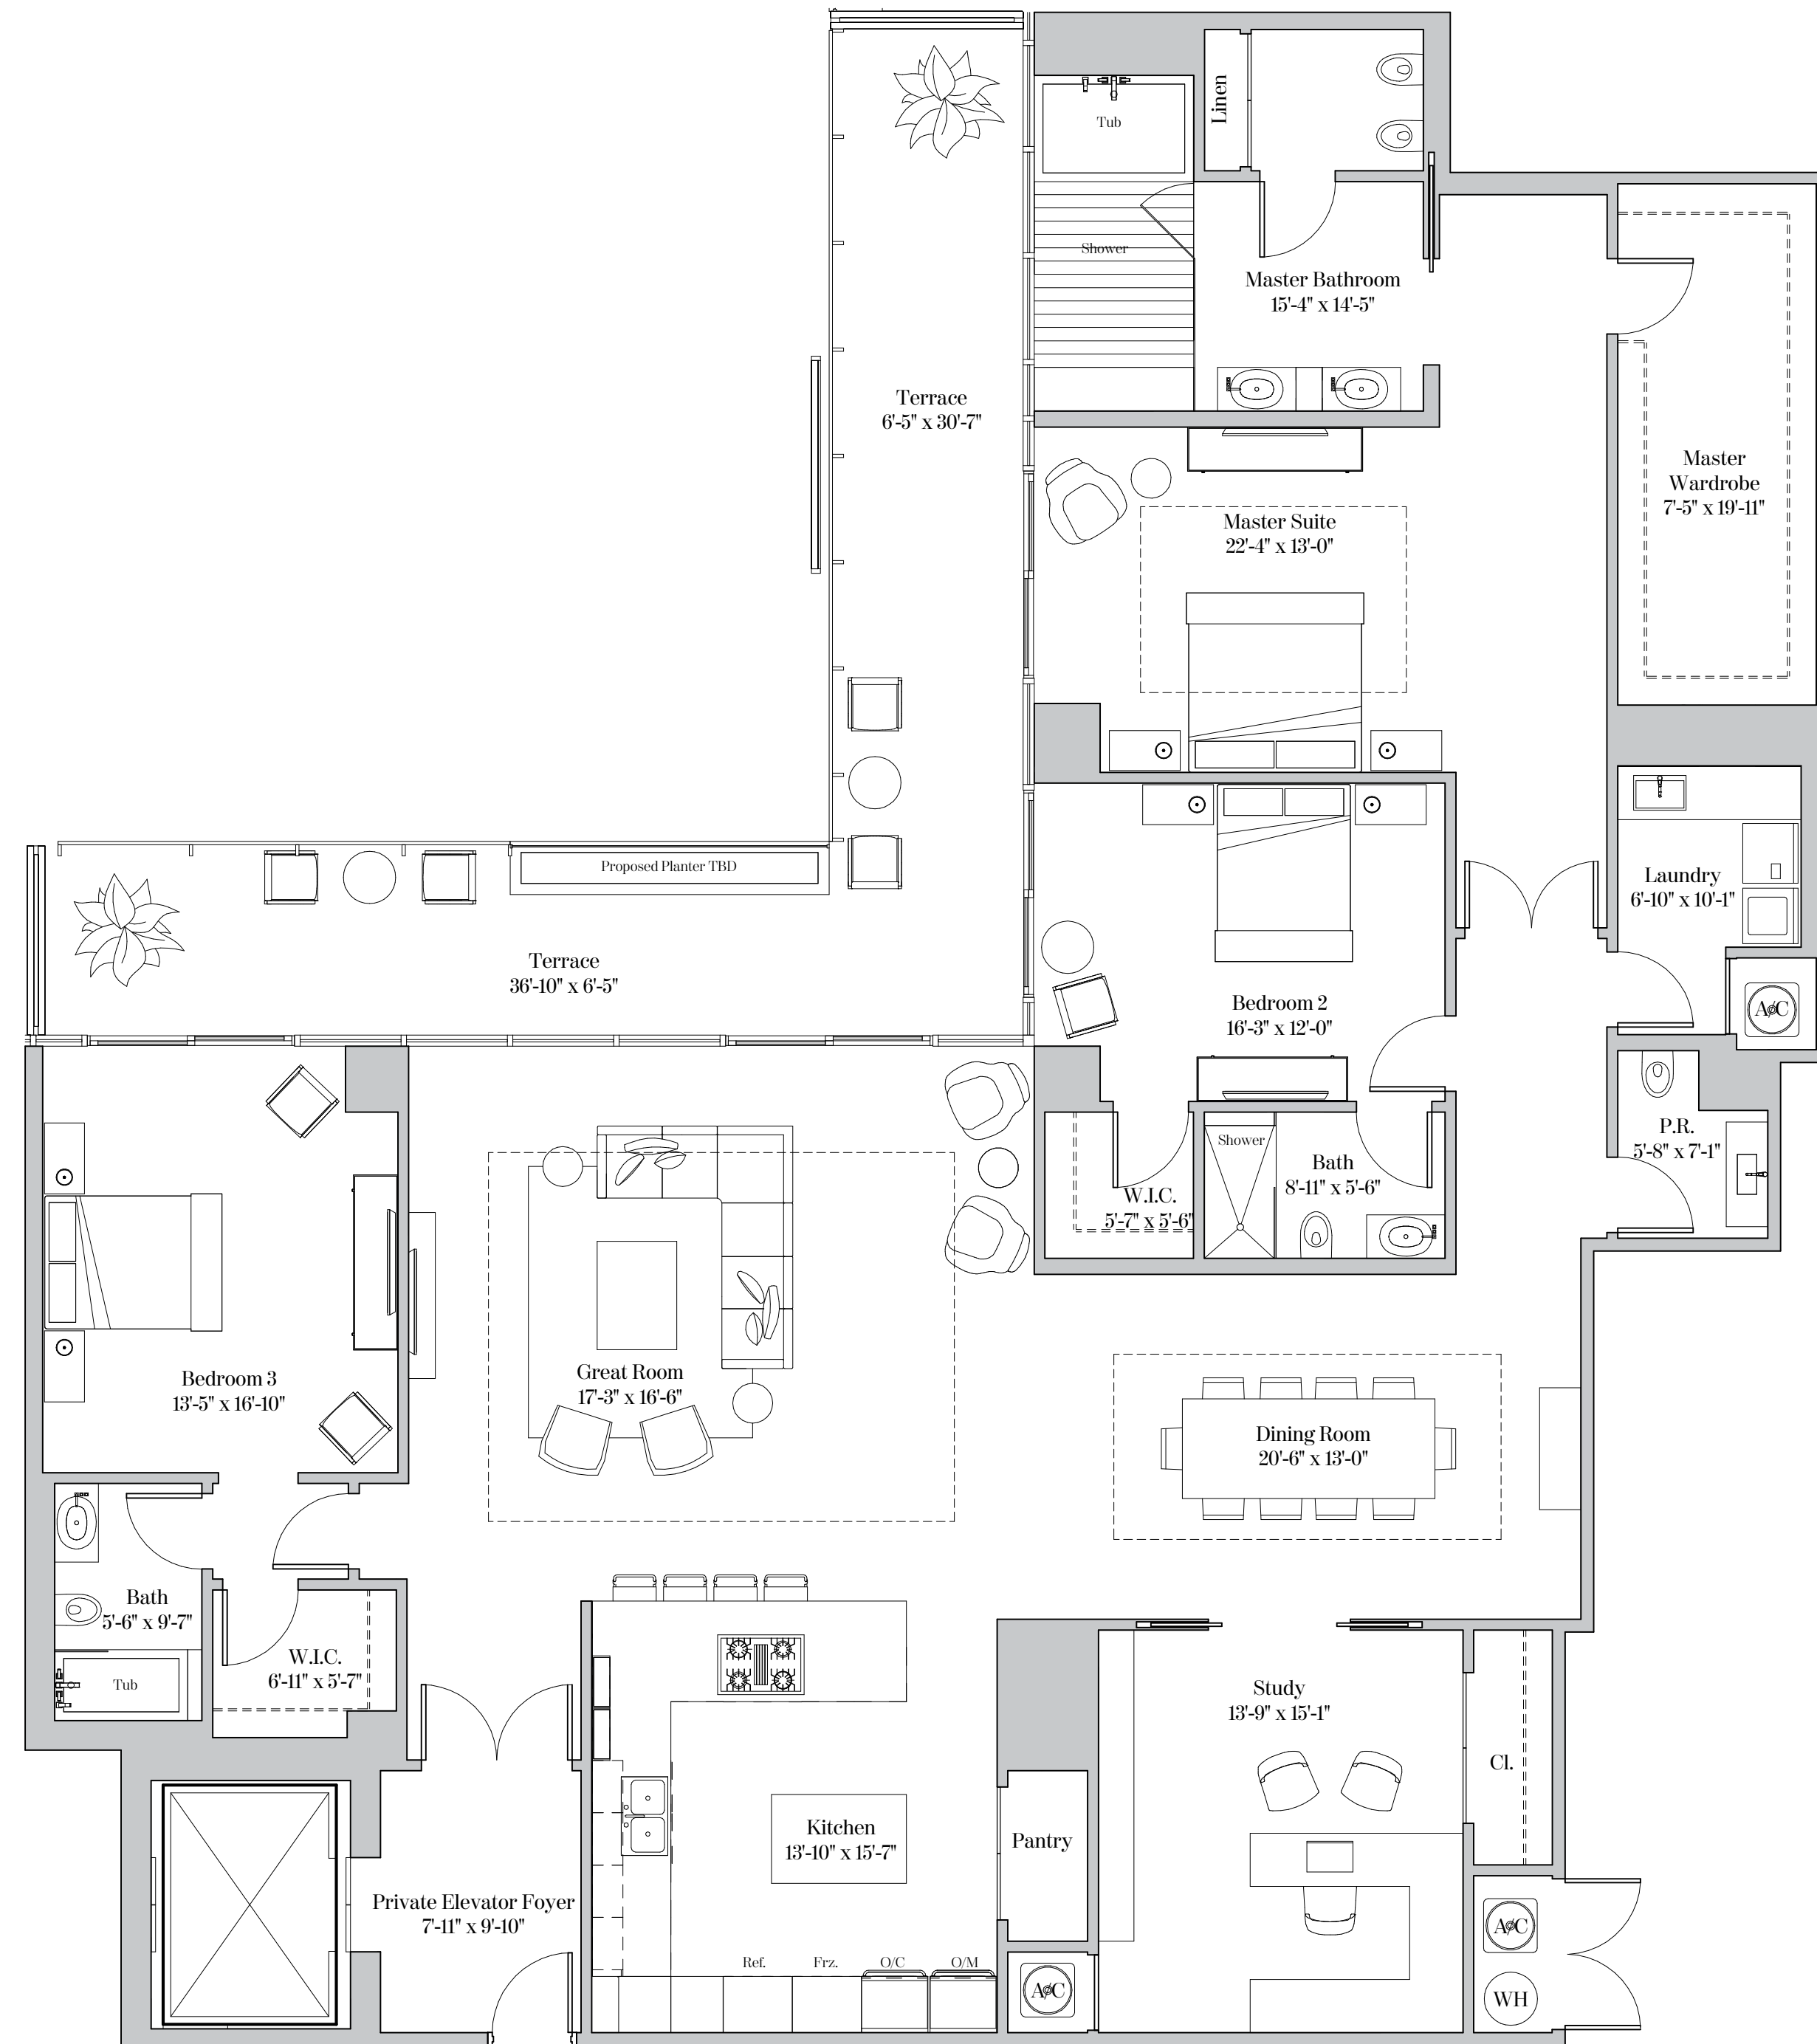 Linen
Tub
Shower
Master Bathroom
15'-4" x 14'-5"
Terrace
6'-5" x 30'-7"
Master
Wardrobe
7'-5" x 19'-11"
Master Suite
22'-4" x 13'-0"
Proposed Planter TBD
Laundry
6'-10" x 10'-1"
Terrace
36'-10" x 6'-5"
Bedroom 2
16'-3" x 12'-0"
A/C
P.R.
5'-8" x 7'-1"
Shower
Bath
8'-11" x 5'-6"
W.I.C.
5'-7" x 5'-6"
Great Room
17'-3" x 16'-6"
Bedroom 3
13'-5" x 16'-10"
Dining Room
20'-6" x 13'-0"
Bath
5'-6" x 9'-7"
W.I.C.
6'-11" x 5'-7"
Tub
Study
13'-9" x 15'-1"
Cl.
Kitchen
13'-10" x 15'-7"
Pantry
Private Elevator Foyer
7'-11" x 9'-10"
A/C
Ref.
Frz.
O/C
O/M
A/C
WH